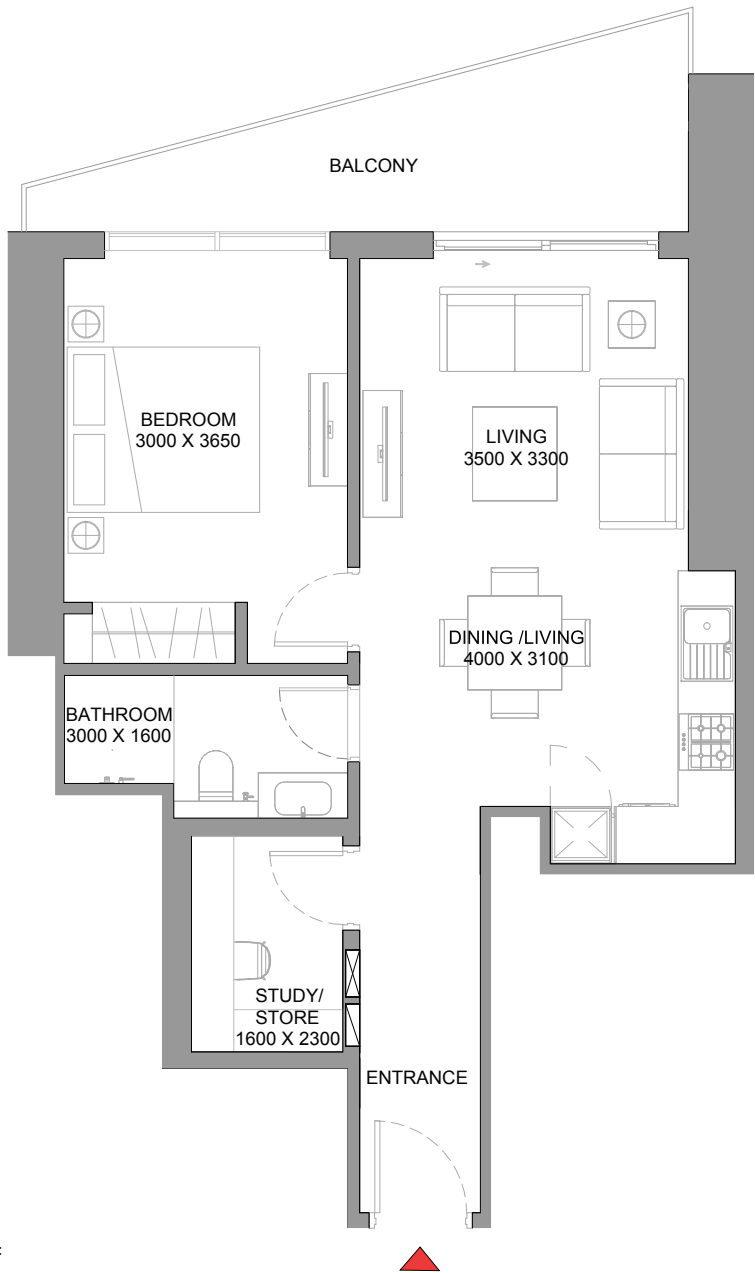 BALCONY
BEDROOM
3000 X 3650
LIVING
3500 X 3300
DINING /LIVING
4000 X 3100
BATHROOM
3000 X 1600
STUDY/
STORE
1600 X 2300
ENTRANCE